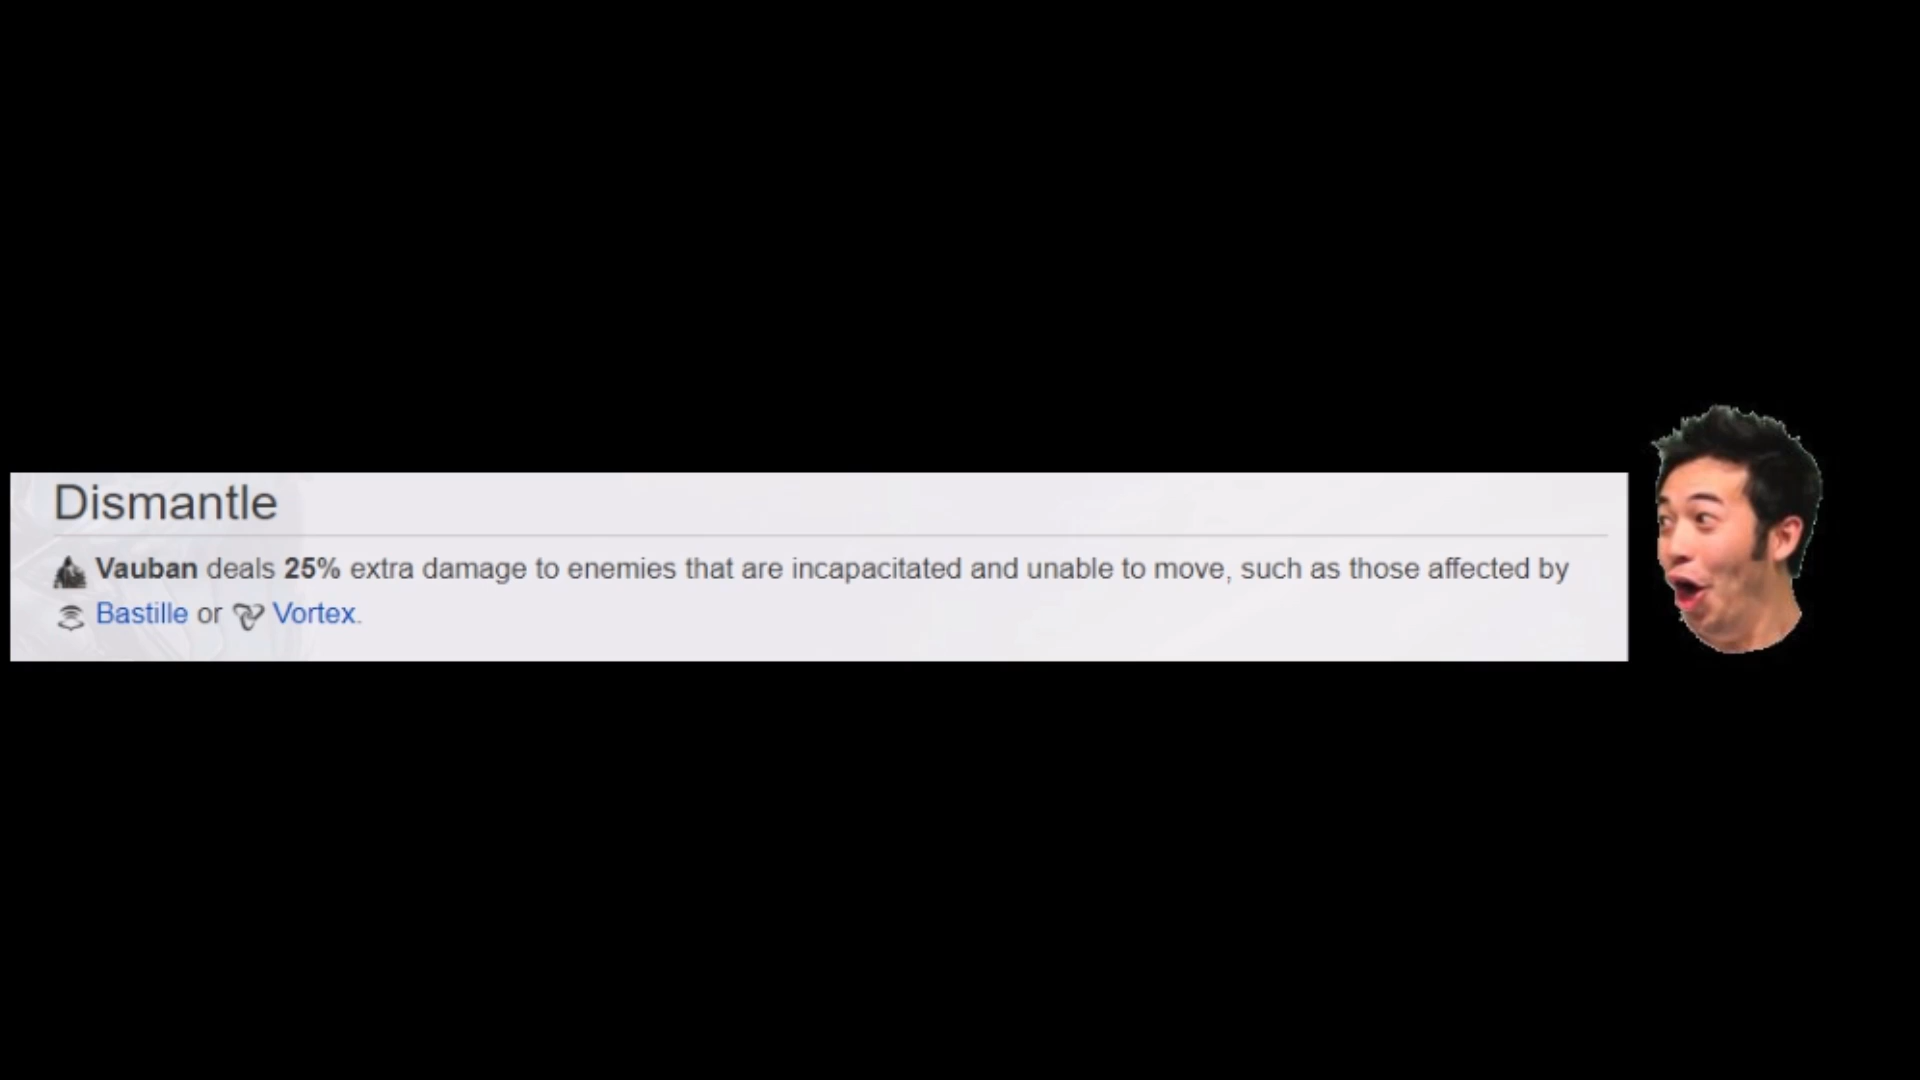 Dismantle
Vauban deals 25% extra damage to enemies that are incapacitated and unable to move, such as those affected by
Bastille or Vortex.